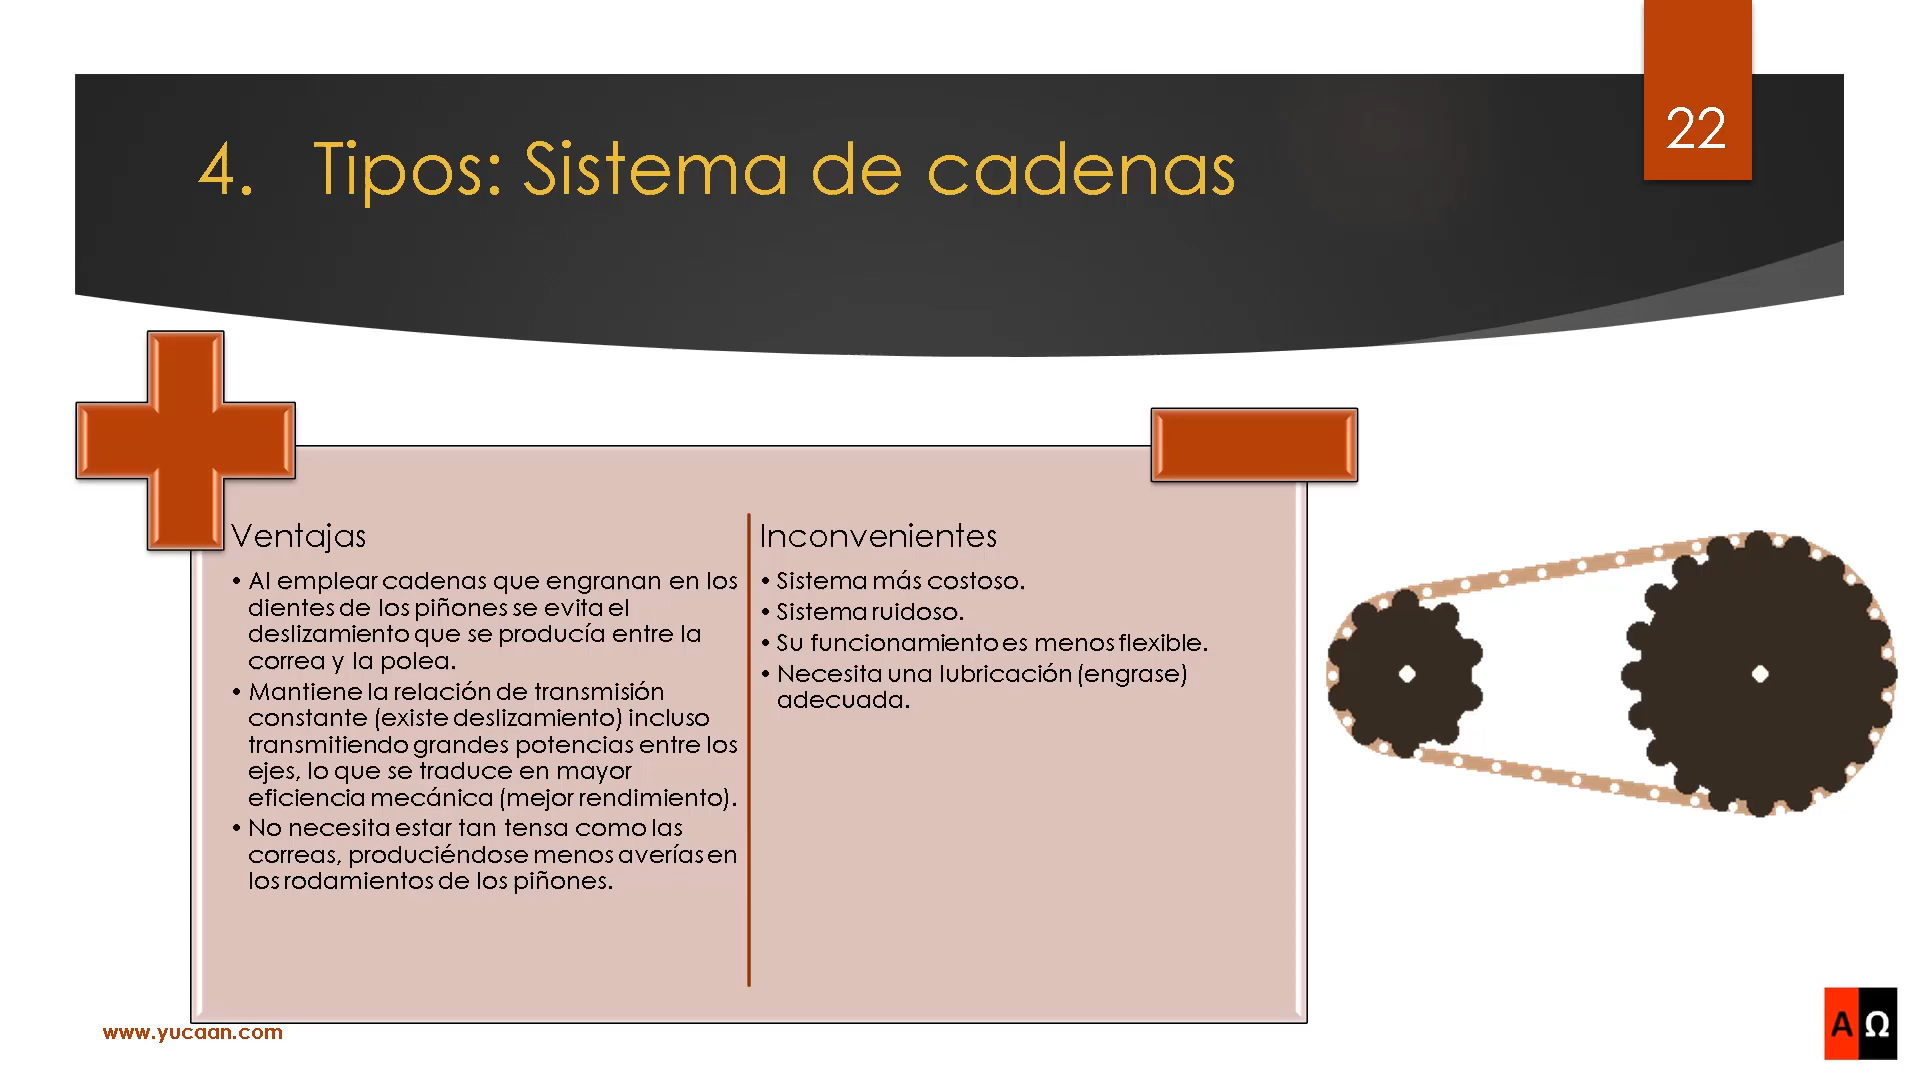 22
4. Tipos: Sistema de cadenas
Ventajas
• Al emplear cadenas que engranan en los
dientes de los piñones se evita el
deslizamiento que se producía entre la
correa y la polea.
• Mantiene la relación de transmisión
constante (existe deslizamiento) incluso
transmitiendo grandes potencias entre los
ejes, lo que se traduce en mayor
eficiencia mecánica (mejor rendimiento).
• No necesita estar tan tensa como las
correas, produciéndose menos averías en
los rodamientos de los piñones.
Inconvenientes
• Sistema más costoso.
• Sistema ruidoso.
• Su funcionamiento es menos flexible.
• Necesita una lubricación (engrase)
adecuada.
www.yucaan.com
A Ω